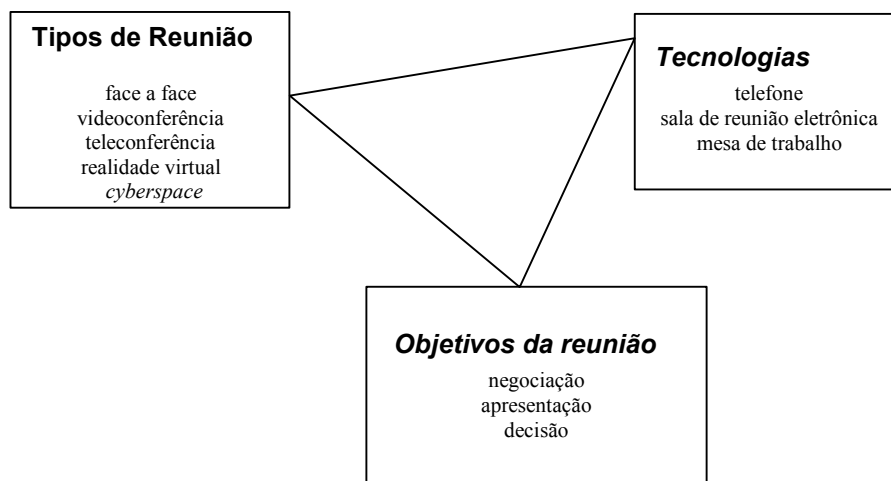 Tipos de Reunião
face a face
videoconferência
teleconferência
realidade virtual
cyberspace
Tecnologias
telefone
sala de reunião eletrônica
mesa de trabalho
Objetivos da reunião
negociação
apresentação
decisão